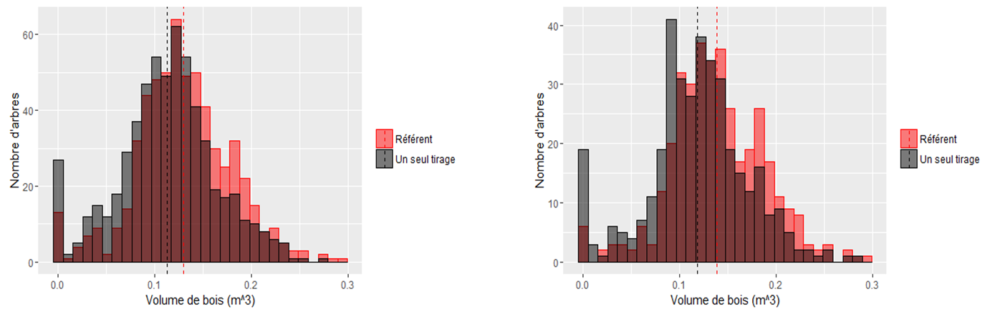 Nombre d'arbres
60
40
20
0
0.0
0.1
0.2
0.3
Volume de bois (m^3)
Référent
Un seul tirage
Nombre d'arbres
40
30
20
10
0
0.0
0.1
0.2
0.3
Volume de bois (m^3)
Référent
Un seul tirage